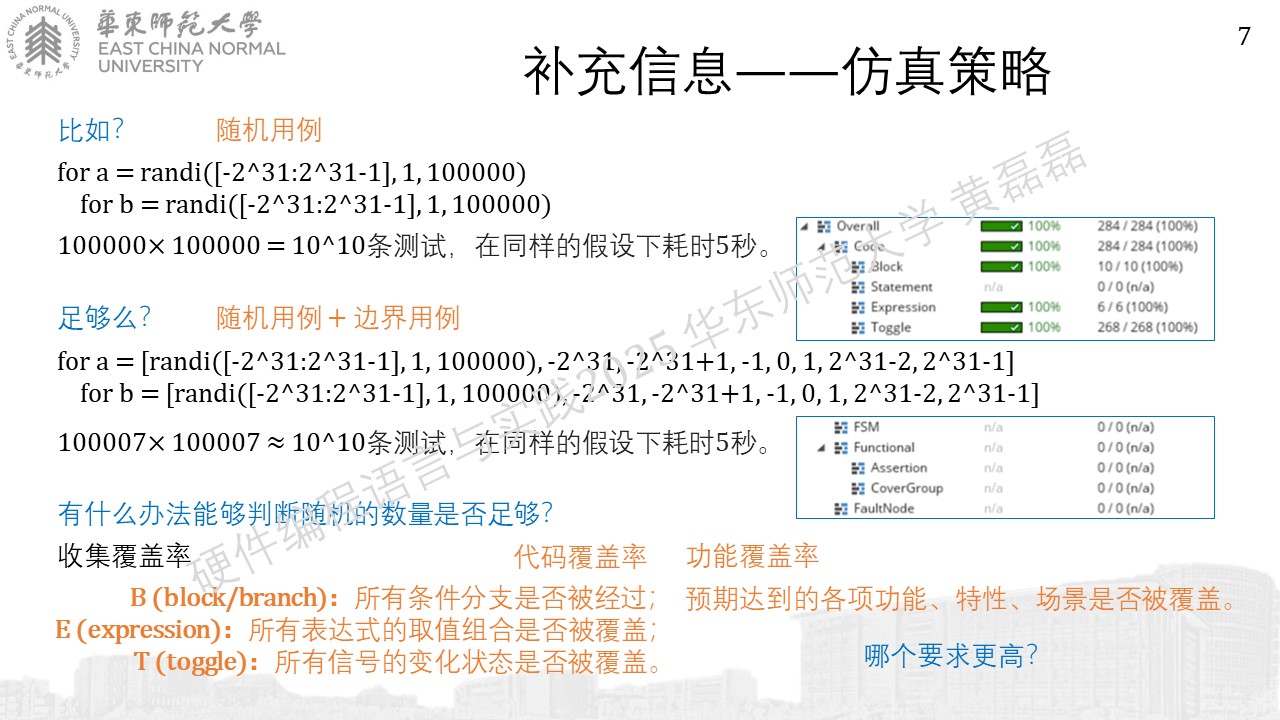 華東師範大學
EAST CHINA NORMAL
UNIVERSITY
EAST CHINA NORMAL UNIVERSITY
華東師範大學
7
补充信息——仿真策略
比如? 随机用例
for a = randi([-2^31:2^31-1], 1, 100000)
for b = randi([-2^31:2^31-1], 1, 100000)
100000× 100000 = 10^10条测试，在同样的假设下耗时5秒。
Overall 100% 284 / 284 (100%)
Code 100% 284 / 284 (100%)
Block 100% 10 / 10 (100%)
Statement n/a 0 / 0 (n/a)
Expression 100% 6 / 6 (100%)
Toggle 100% 268 / 268 (100%)
足够么? 随机用例 + 边界用例
for a = [randi([-2^31:2^31-1], 1, 100000), -2^31, -2^31+1, -1, 0, 1, 2^31-2, 2^31-1]
for b = [randi([-2^31:2^31-1], 1, 100000), -2^31, -2^31+1, -1, 0, 1, 2^31-2, 2^31-1]
100007× 100007 ≈ 10^10条测试，在同样的假设下耗时5秒。
FSM n/a 0 / 0 (n/a)
Functional n/a 0 / 0 (n/a)
Assertion n/a 0 / 0 (n/a)
CoverGroup n/a 0 / 0 (n/a)
FaultNode n/a 0 / 0 (n/a)
有什么办法能够判断随机的数量是否足够?
收集覆盖率 代码覆盖率 功能覆盖率
B (block/branch)：所有条件分支是否被经过； 预期达到的各项功能、特性、场景是否被覆盖。
E (expression)：所有表达式的取值组合是否被覆盖；
T (toggle)：所有信号的变化状态是否被覆盖。
哪个要求更高?
硬件编程语言与实践2025 华东师范大学 黄磊磊